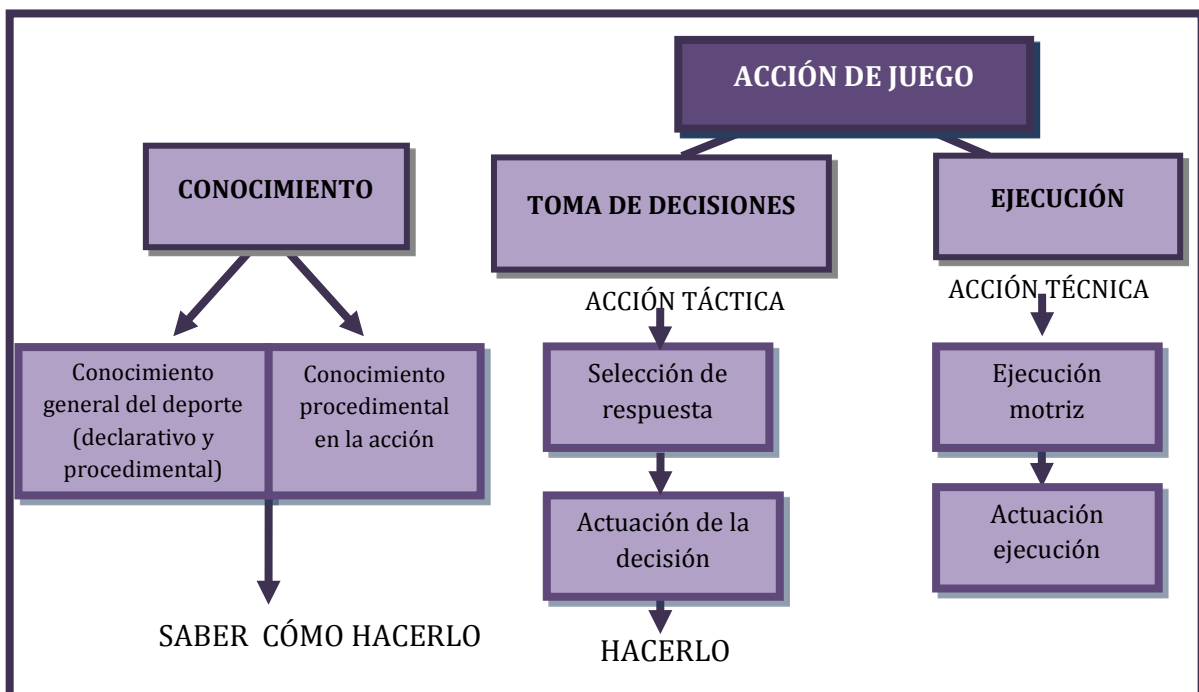 ACCIÓN DE JUEGO
CONOCIMIENTO
TOMA DE DECISIONES
EJECUCIÓN
ACCIÓN TÁCTICA
ACCIÓN TÉCNICA
Conocimiento
general del deporte
(declarativo y
procedimental)
Conocimiento
procedimental
en la acción
Selección de
respuesta
Ejecución
motriz
Actuación de la
decisión
Actuación
ejecución
SABER CÓMO HACERLO
HACERLO